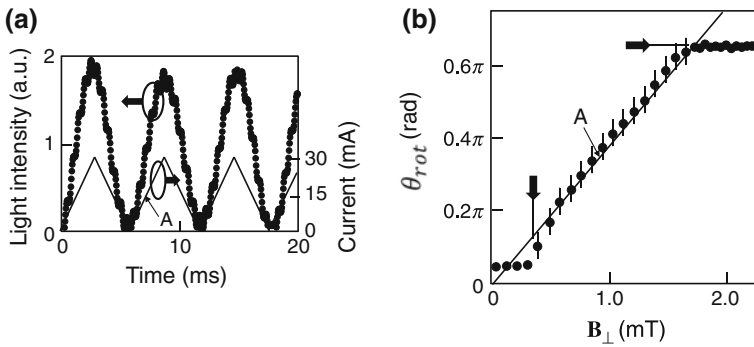 (a)
2
1
0
Light intensity (a.u.)
30
15
0
Current (mA)
A
0
10
20
Time (ms)
(b)
0.6π
0.4π
0.2π
0
θrot (rad)
A
0
1.0
2.0
B⊥ (mT)